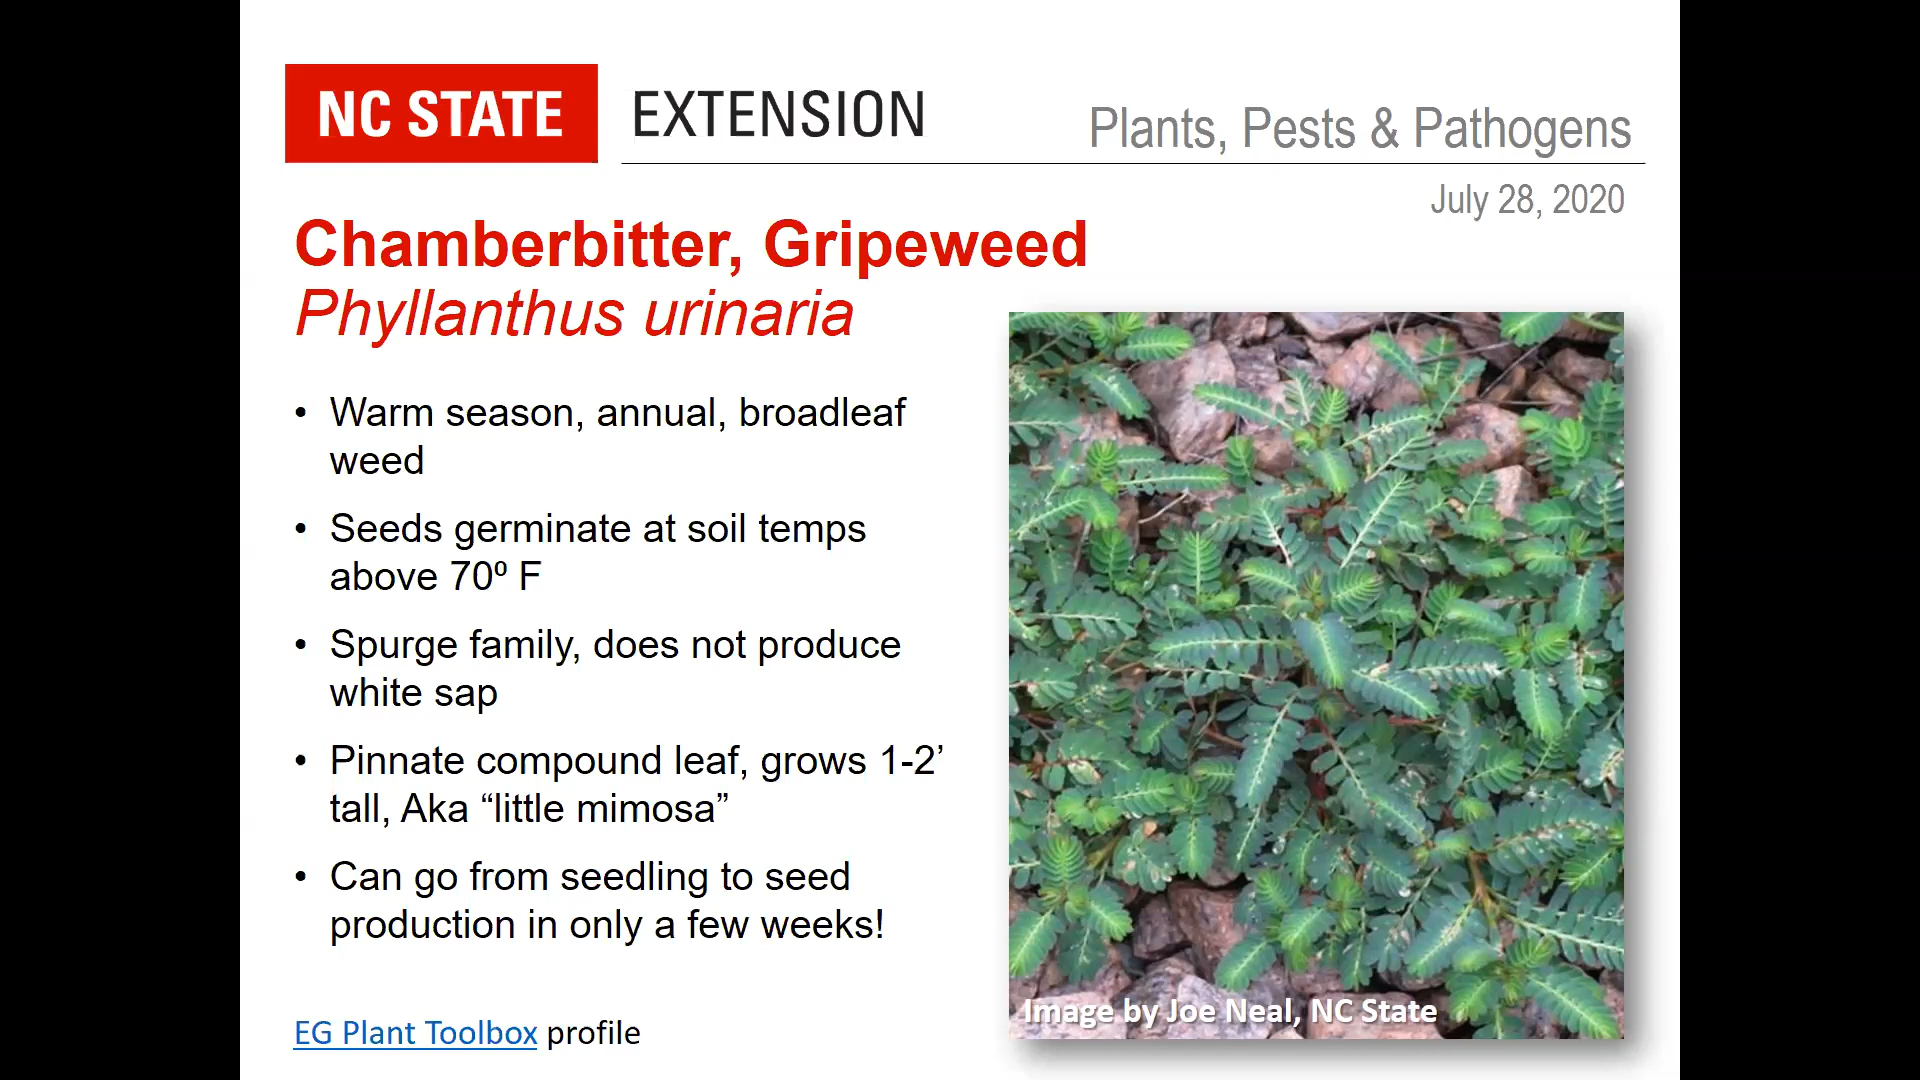 NC STATE EXTENSION
Plants, Pests & Pathogens
July 28, 2020
Chamberbitter, Gripeweed
Phyllanthus urinaria
• Warm season, annual, broadleaf
weed
• Seeds germinate at soil temps
above 70º F
• Spurge family, does not produce
white sap
• Pinnate compound leaf, grows 1-2’
tall, Aka “little mimosa”
• Can go from seedling to seed
production in only a few weeks!
EG Plant Toolbox profile
Image by Joe Neal, NC State